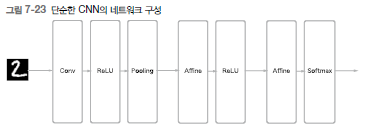 그림 7-23 단순한 CNN의 네트워크 구성
2
Conv
ReLU
Pooling
Affine
ReLU
Affine
Softmax